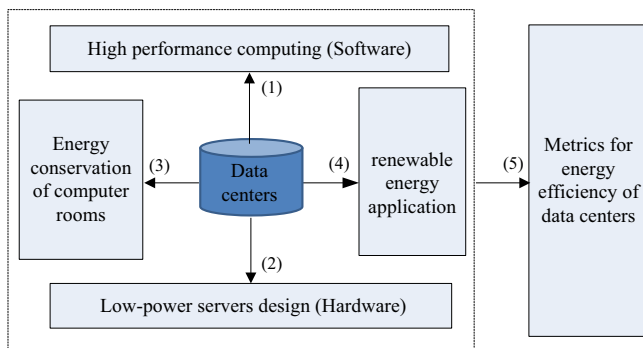 High performance computing (Software)
(1)
Energy
conservation
of computer
rooms
(3)
Data
centers
(4)
renewable
energy
application
(5)
Metrics for
energy
efficiency of
data centers
(2)
Low-power servers design (Hardware)